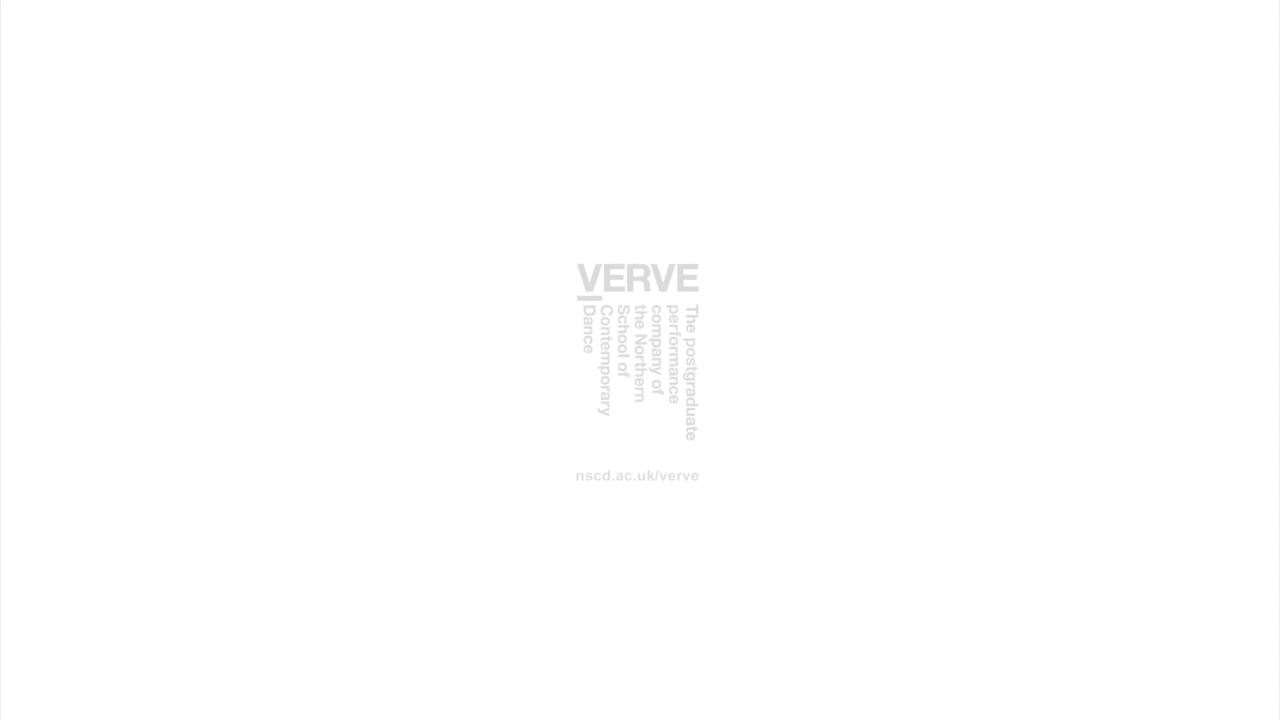 VERVE
The postgraduate
performance
company of
the Northern
School of
Contemporary
Dance
nscd.ac.uk/verve